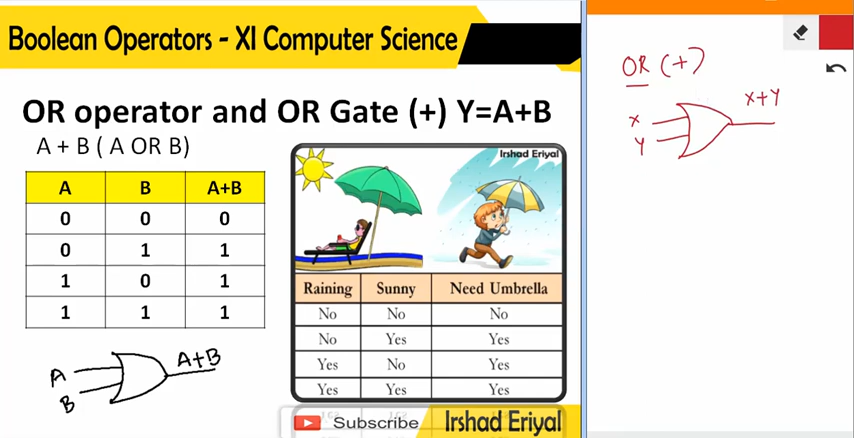 Boolean Operators - XI Computer Science
OR operator and OR Gate (+) Y=A+B
A + B ( A OR B)
A B A+B
0 0 0
0 1 1
1 0 1
1 1 1
A
B
A+B
Irshad Eriyal
Raining Sunny Need Umbrella
No No No
No Yes Yes
Yes No Yes
Yes Yes Yes
Subscribe
Irshad Eriyal
OR (+)
X
Y
X+Y